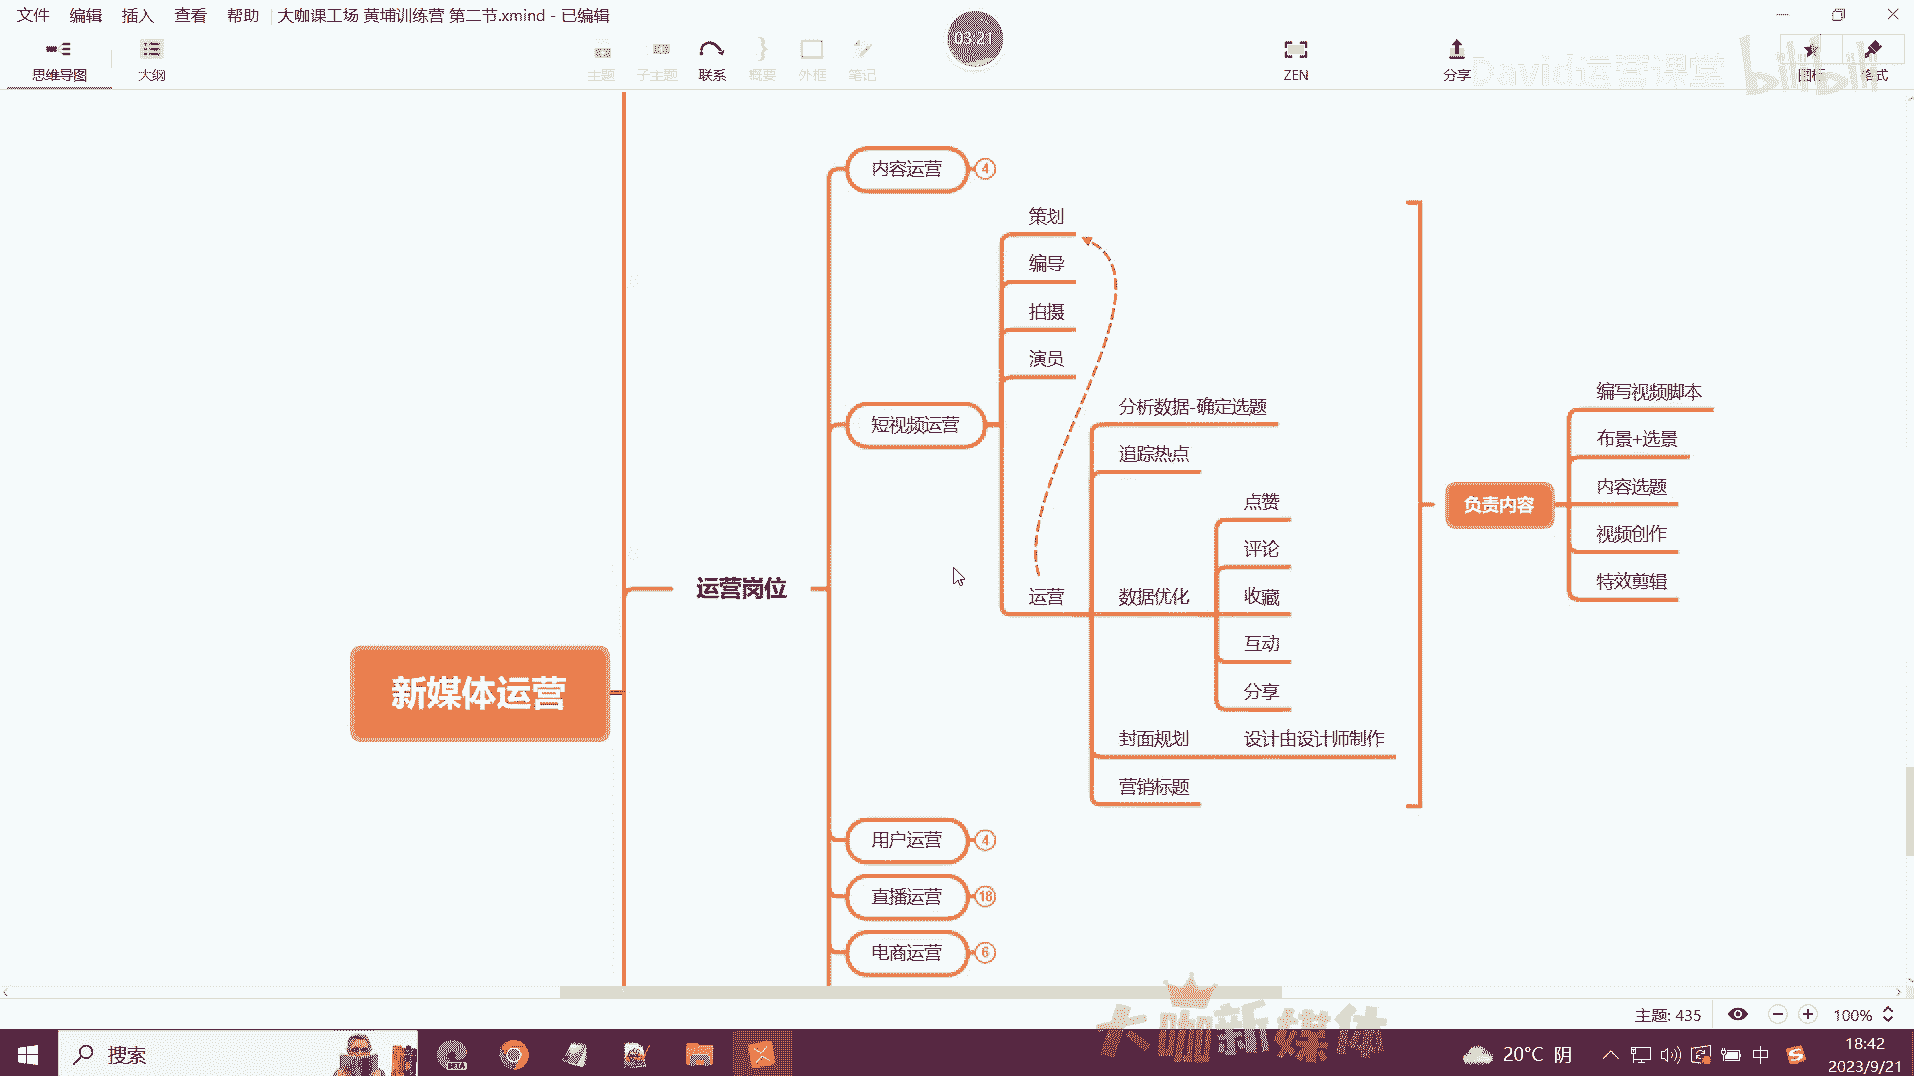 文件 编辑 插入 查看 帮助 大咖课工场 黄埔训练营 第二节.xmind - 已编辑
思维导图 大纲 主题 子主题 联系 概要 外框 笔记 03:21 ZEN 分享 图标 格式
David运营课堂 bilibili
内容运营 4
策划
编导
拍摄
演员
短视频运营
分析数据-确定选题
追踪热点
点赞
评论
运营 数据优化 收藏
互动
分享
封面规划 设计由设计师制作
营销标题
编写视频脚本
布景+选景
内容选题
负责内容
视频创作
特效剪辑
运营岗位
新媒体运营
用户运营 4
直播运营 18
电商运营 6
大咖新媒体
主题: 435 100%
搜索 BETA 20°C 阴 中 18:42
2023/9/21